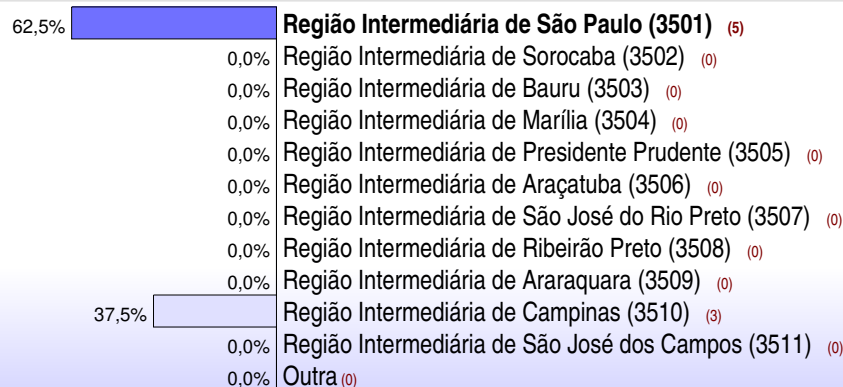 62,5% Região Intermediária de São Paulo (3501) (5)
0,0% Região Intermediária de Sorocaba (3502) (0)
0,0% Região Intermediária de Bauru (3503) (0)
0,0% Região Intermediária de Marília (3504) (0)
0,0% Região Intermediária de Presidente Prudente (3505) (0)
0,0% Região Intermediária de Araçatuba (3506) (0)
0,0% Região Intermediária de São José do Rio Preto (3507) (0)
0,0% Região Intermediária de Ribeirão Preto (3508) (0)
0,0% Região Intermediária de Araraquara (3509) (0)
37,5% Região Intermediária de Campinas (3510) (3)
0,0% Região Intermediária de São José dos Campos (3511) (0)
0,0% Outra (0)